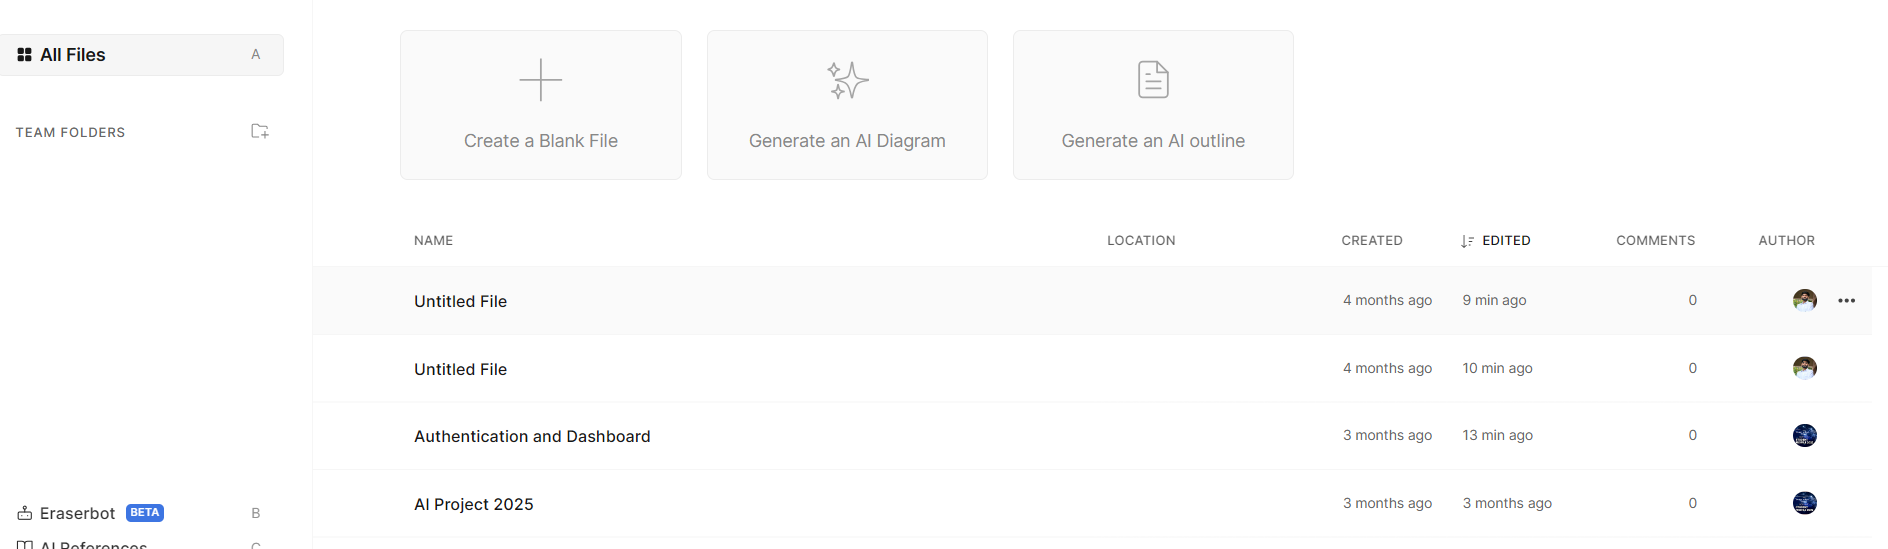 All Files A
TEAM FOLDERS
Create a Blank File
Generate an AI Diagram
Generate an AI outline
NAME LOCATION CREATED EDITED COMMENTS AUTHOR
Untitled File 4 months ago 9 min ago 0
Untitled File 4 months ago 10 min ago 0
Authentication and Dashboard 3 months ago 13 min ago 0
AI Project 2025 3 months ago 3 months ago 0
Eraserbot BETA B
AI References C